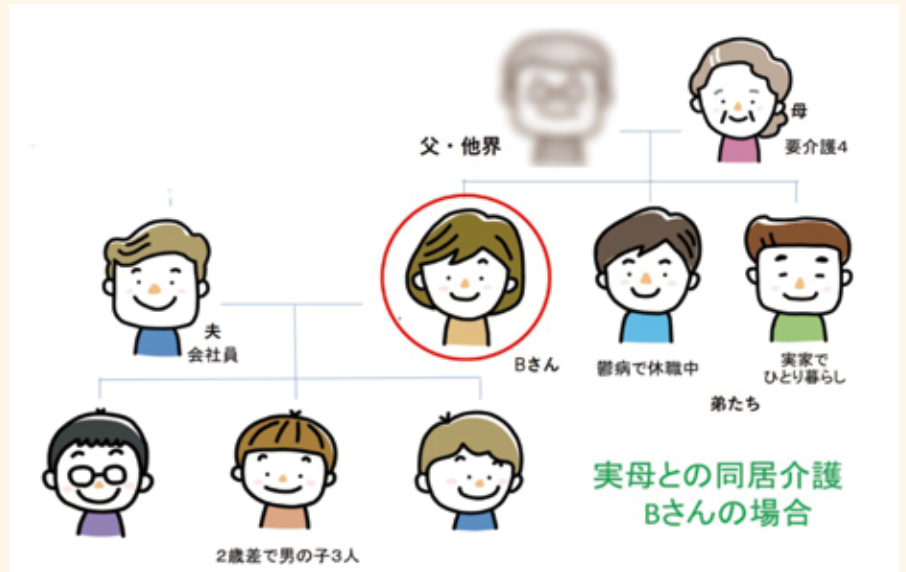 父・他界
母
要介護4
夫
会社員
Bさん
鬱病で休職中
実家で
ひとり暮らし
弟たち
2歳差で男の子3人
実母との同居介護
Bさんの場合